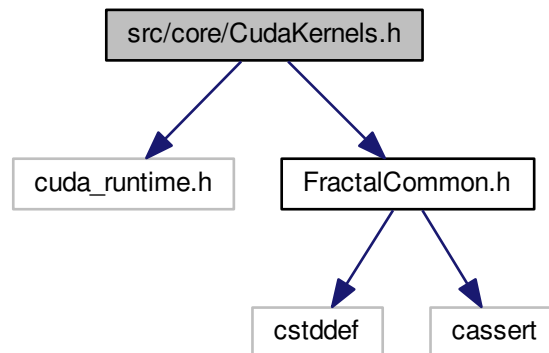 src/core/CudaKernels.h
cuda_runtime.h
FractalCommon.h
cstddef
cassert